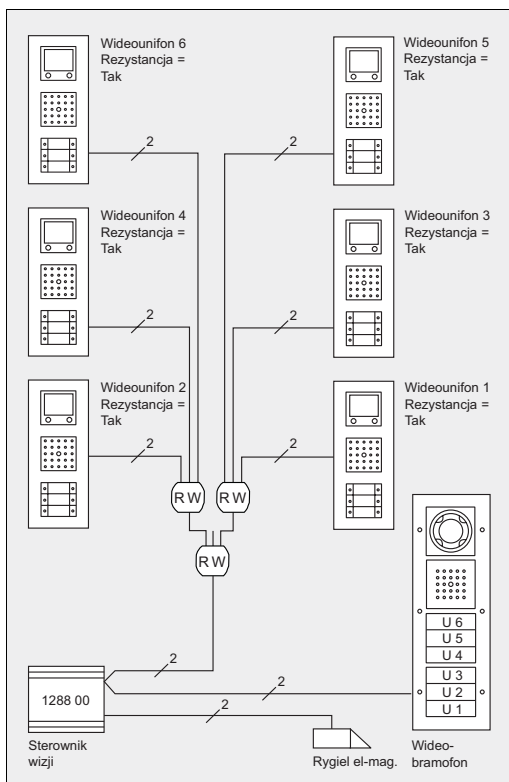 Wideounifon 6
Rezystancja =
Tak
Wideounifon 5
Rezystancja =
Tak
2
2
Wideounifon 4
Rezystancja =
Tak
Wideounifon 3
Rezystancja =
Tak
2
2
Wideounifon 2
Rezystancja =
Tak
Wideounifon 1
Rezystancja =
Tak
2
2
RW
RW
RW
U 6
U 5
U 4
U 3
U 2
U 1
2
2
2
1288 00
Sterownik
wizji
Rygiel el-mag.
Wideo-
bramofon